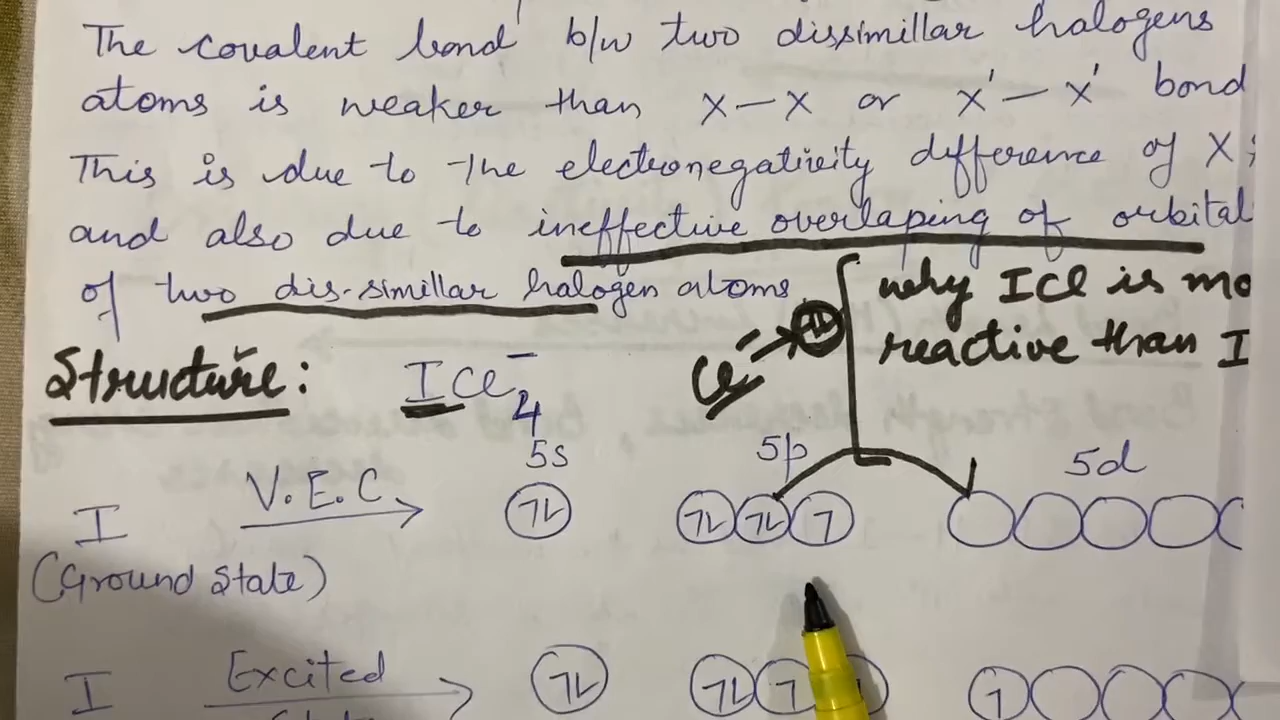 The covalent bond b/w two dissimillar halogens
atoms is weaker than X — X or X' — X' bond
This is due to the electronegativity difference of X
and also due to ineffective overlaping of orbital
of two dis-simillar halogen atoms
why ICl is mo
reactive than I
Structure: ICl4⁻
Cl⁻
5s 5p 5d
I V.E.C.
(Ground State)
I Excited